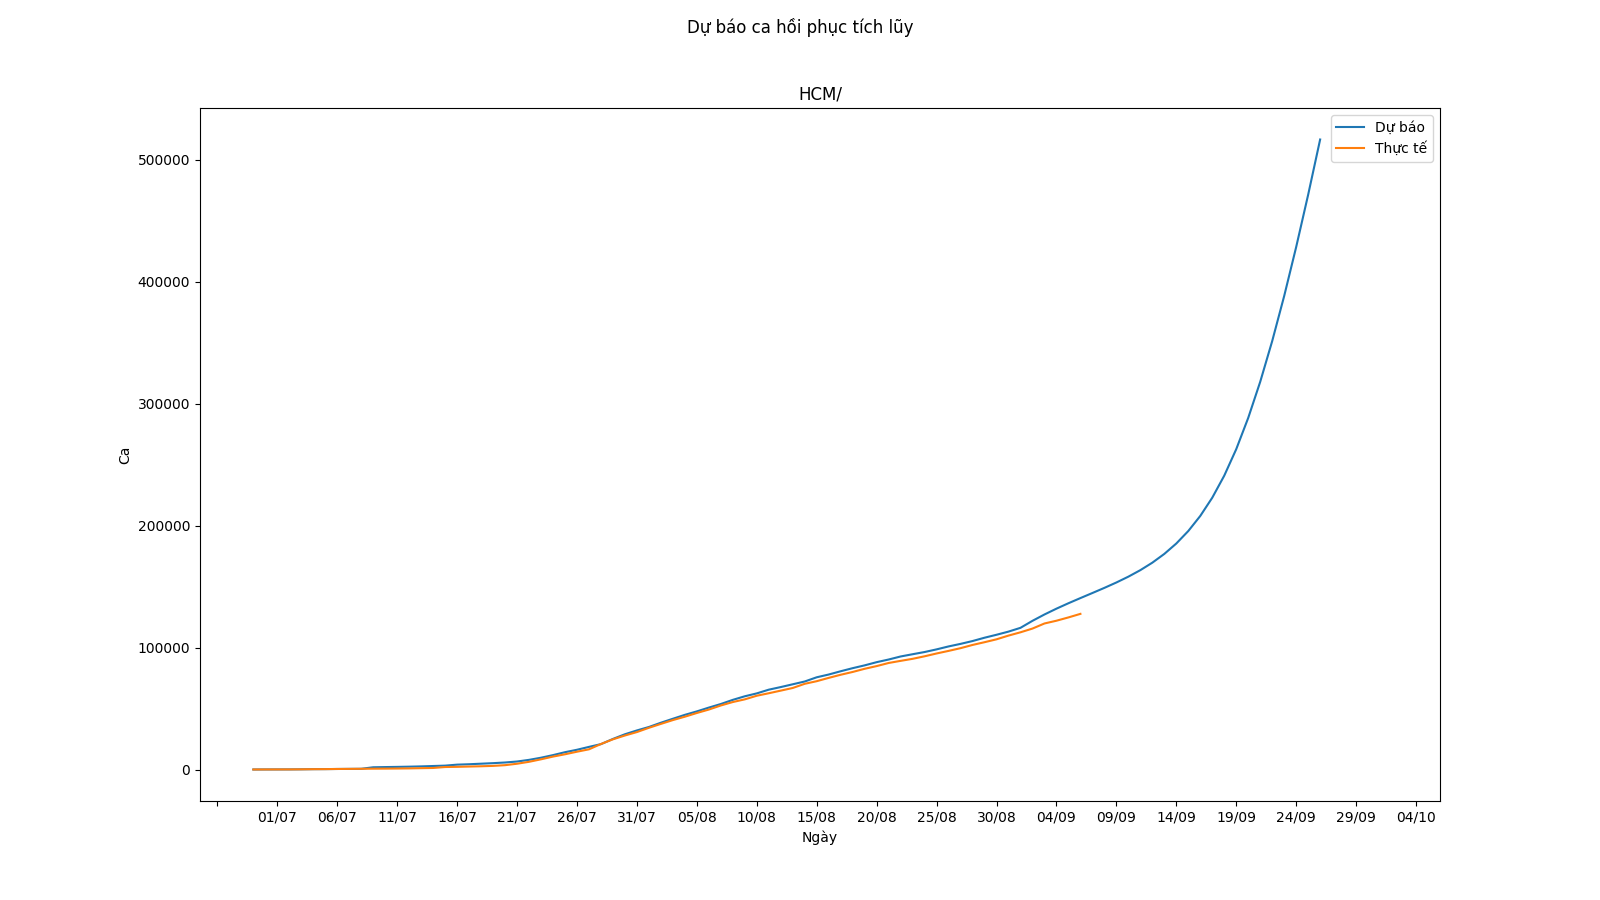 Dự báo ca hồi phục tích lũy
HCM/
Dự báo
Thực tế
500000
400000
300000
200000
100000
0
Ca
01/07 06/07 11/07 16/07 21/07 26/07 31/07 05/08 10/08 15/08 20/08 25/08 30/08 04/09 09/09 14/09 19/09 24/09 29/09 04/10
Ngày